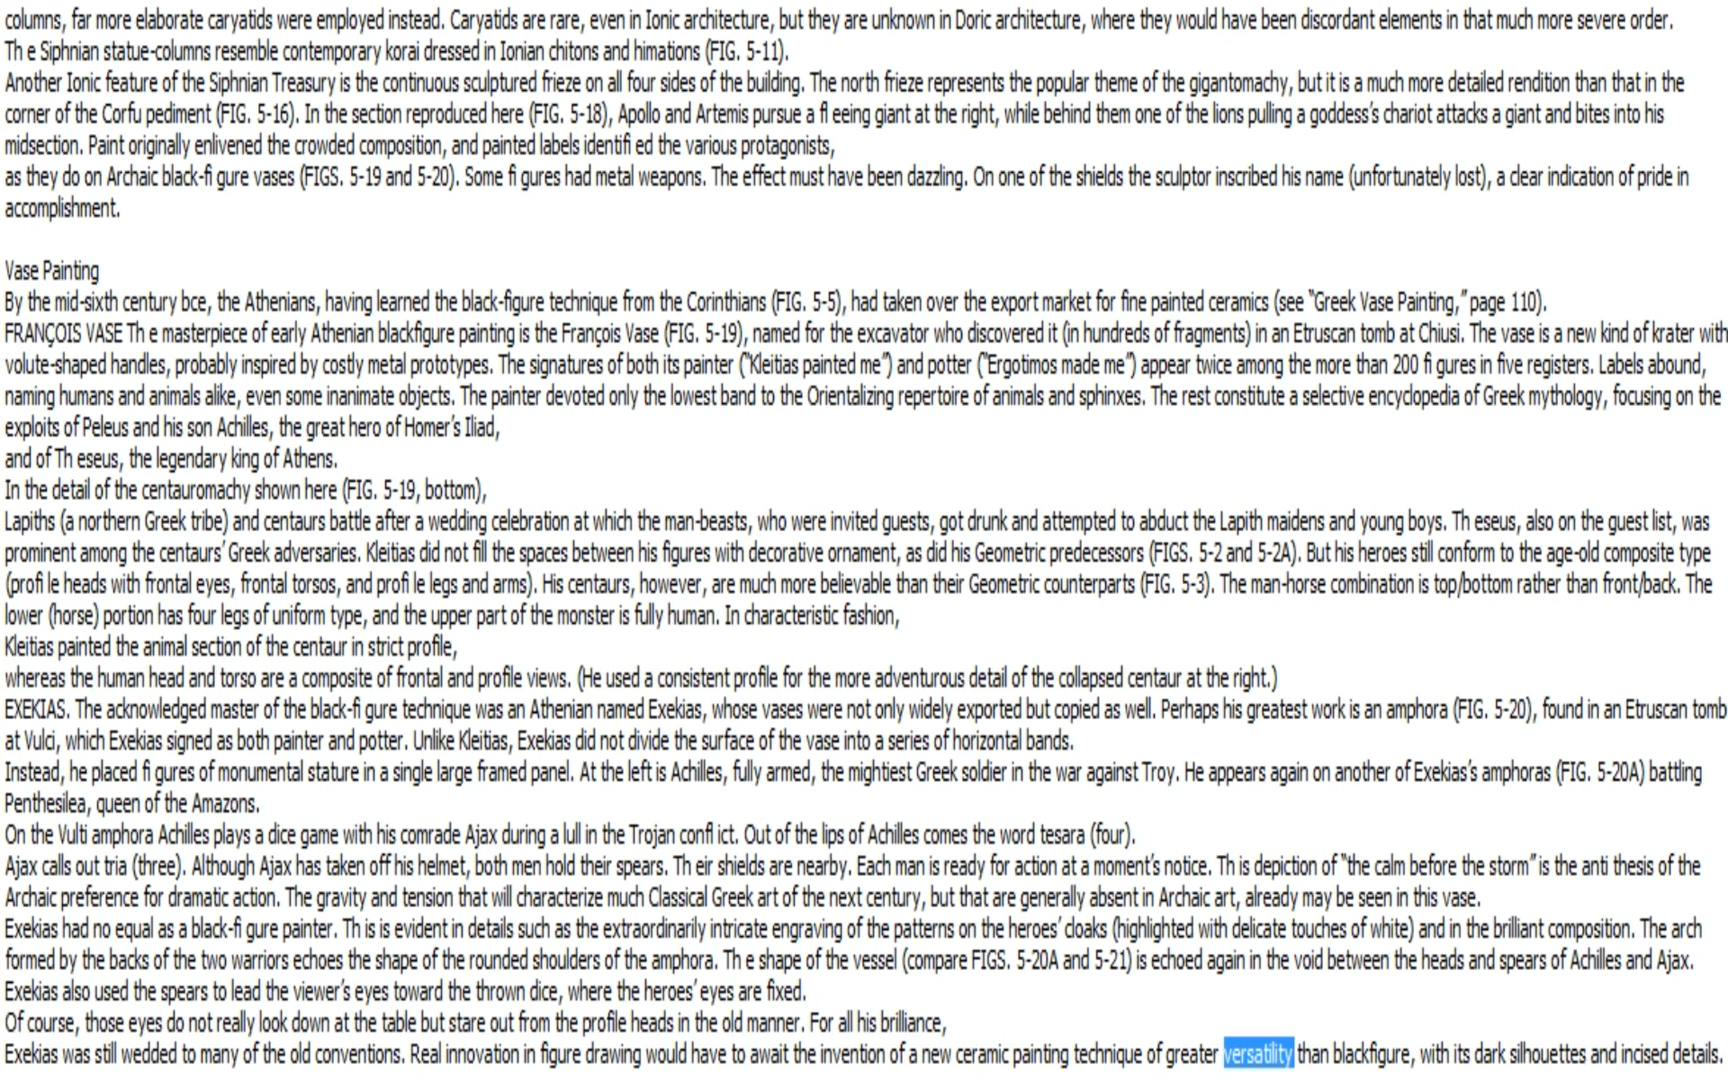 columns, far more elaborate caryatids were employed instead. Caryatids are rare, even in Ionic architecture, but they are unknown in Doric architecture, where they would have been discordant elements in that much more severe order.
Th e Siphnian statue-columns resemble contemporary korai dressed in Ionian chitons and himations (FIG. 5-11).
Another Ionic feature of the Siphnian Treasury is the continuous sculptured frieze on all four sides of the building. The north frieze represents the popular theme of the gigantomachy, but it is a much more detailed rendition than that in the
corner of the Corfu pediment (FIG. 5-16). In the section reproduced here (FIG. 5-18), Apollo and Artemis pursue a fl eeing giant at the right, while behind them one of the lions pulling a goddess's chariot attacks a giant and bites into his
midsection. Paint originally enlivened the crowded composition, and painted labels identifi ed the various protagonists,
as they do on Archaic black-fi gure vases (FIGS. 5-19 and 5-20). Some fi gures had metal weapons. The effect must have been dazzling. On one of the shields the sculptor inscribed his name (unfortunately lost), a clear indication of pride in
accomplishment.
Vase Painting
By the mid-sixth century bce, the Athenians, having learned the black-figure technique from the Corinthians (FIG. 5-5), had taken over the export market for fine painted ceramics (see “Greek Vase Painting,” page 110).
FRANÇOIS VASE Th e masterpiece of early Athenian blackfigure painting is the François Vase (FIG. 5-19), named for the excavator who discovered it (in hundreds of fragments) in an Etruscan tomb at Chiusi. The vase is a new kind of krater with
volute-shaped handles, probably inspired by costly metal prototypes. The signatures of both its painter (“Kleitias painted me”) and potter (“Ergotimos made me”) appear twice among the more than 200 fi gures in five registers. Labels abound,
naming humans and animals alike, even some inanimate objects. The painter devoted only the lowest band to the Orientalizing repertoire of animals and sphinxes. The rest constitute a selective encyclopedia of Greek mythology, focusing on the
exploits of Peleus and his son Achilles, the great hero of Homer's Iliad,
and of Th eseus, the legendary king of Athens.
In the detail of the centauromachy shown here (FIG. 5-19, bottom),
Lapiths (a northern Greek tribe) and centaurs battle after a wedding celebration at which the man-beasts, who were invited guests, got drunk and attempted to abduct the Lapith maidens and young boys. Th eseus, also on the guest list, was
prominent among the centaurs' Greek adversaries. Kleitias did not fill the spaces between his figures with decorative ornament, as did his Geometric predecessors (FIGS. 5-2 and 5-2A). But his heroes still conform to the age-old composite type
(profi le heads with frontal eyes, frontal torsos, and profi le legs and arms). His centaurs, however, are much more believable than their Geometric counterparts (FIG. 5-3). The man-horse combination is top/bottom rather than front/back. The
lower (horse) portion has four legs of uniform type, and the upper part of the monster is fully human. In characteristic fashion,
Kleitias painted the animal section of the centaur in strict profile,
whereas the human head and torso are a composite of frontal and profile views. (He used a consistent profile for the more adventurous detail of the collapsed centaur at the right.)
EXEKIAS. The acknowledged master of the black-fi gure technique was an Athenian named Exekias, whose vases were not only widely exported but copied as well. Perhaps his greatest work is an amphora (FIG. 5-20), found in an Etruscan tomb
at Vulci, which Exekias signed as both painter and potter. Unlike Kleitias, Exekias did not divide the surface of the vase into a series of horizontal bands.
Instead, he placed fi gures of monumental stature in a single large framed panel. At the left is Achilles, fully armed, the mightiest Greek soldier in the war against Troy. He appears again on another of Exekias's amphoras (FIG. 5-20A) battling
Penthesilea, queen of the Amazons.
On the Vulti amphora Achilles plays a dice game with his comrade Ajax during a lull in the Trojan confl ict. Out of the lips of Achilles comes the word tesara (four).
Ajax calls out tria (three). Although Ajax has taken off his helmet, both men hold their spears. Th eir shields are nearby. Each man is ready for action at a moment's notice. Th is depiction of “the calm before the storm” is the anti thesis of the
Archaic preference for dramatic action. The gravity and tension that will characterize much Classical Greek art of the next century, but that are generally absent in Archaic art, already may be seen in this vase.
Exekias had no equal as a black-fi gure painter. Th is is evident in details such as the extraordinarily intricate engraving of the patterns on the heroes' cloaks (highlighted with delicate touches of white) and in the brilliant composition. The arch
formed by the backs of the two warriors echoes the shape of the rounded shoulders of the amphora. Th e shape of the vessel (compare FIGS. 5-20A and 5-21) is echoed again in the void between the heads and spears of Achilles and Ajax.
Exekias also used the spears to lead the viewer's eyes toward the thrown dice, where the heroes' eyes are fixed.
Of course, those eyes do not really look down at the table but stare out from the profile heads in the old manner. For all his brilliance,
Exekias was still wedded to many of the old conventions. Real innovation in figure drawing would have to await the invention of a new ceramic painting technique of greater versatility than blackfigure, with its dark silhouettes and incised details.